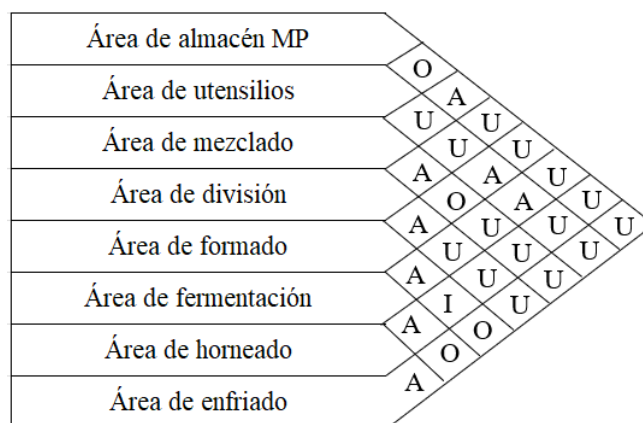 Área de almacén MP
O
Área de utensilios A
U U
Área de mezclado U U
A A U
Área de división O A U
A U U U
Área de formado U U U
A U U
Área de fermentación I U
A O
Área de horneado O
A
Área de enfriado